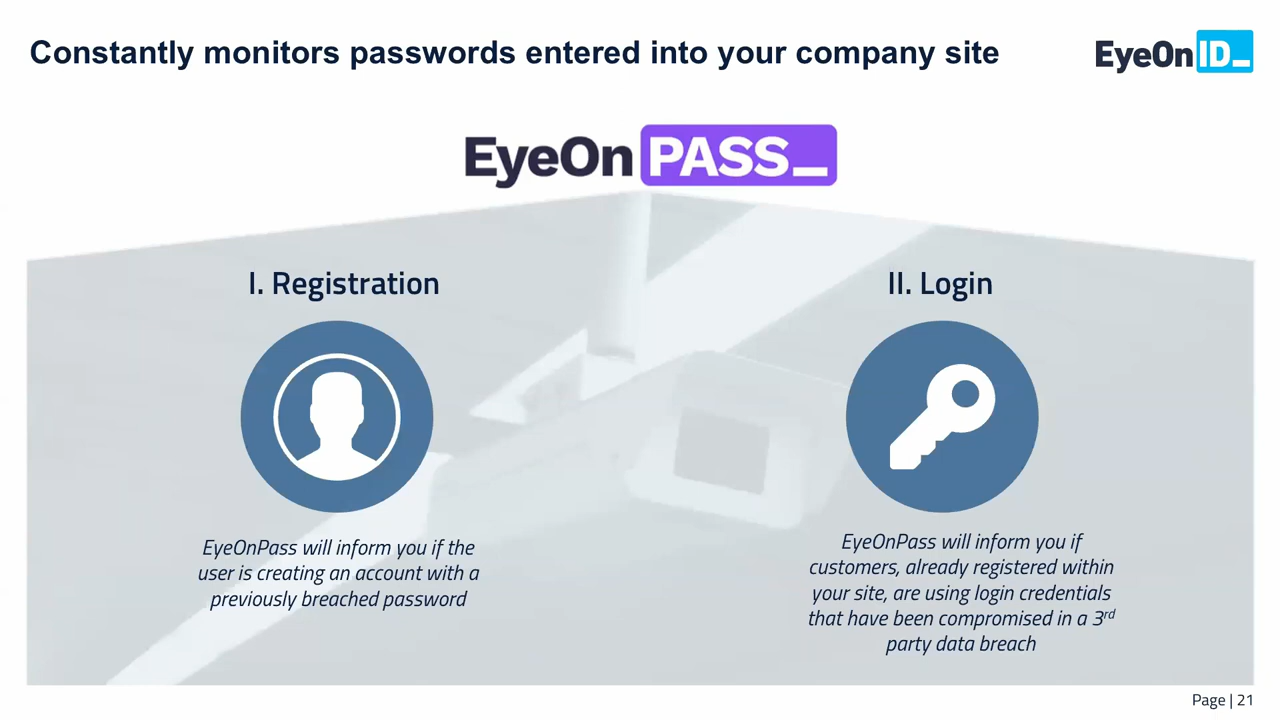 Constantly monitors passwords entered into your company site
EyeOnID_
EyeOnPASS_
I. Registration
EyeOnPass will inform you if the
user is creating an account with a
previously breached password
II. Login
EyeOnPass will inform you if
customers, already registered within
your site, are using login credentials
that have been compromised in a 3rd
party data breach
Page | 21